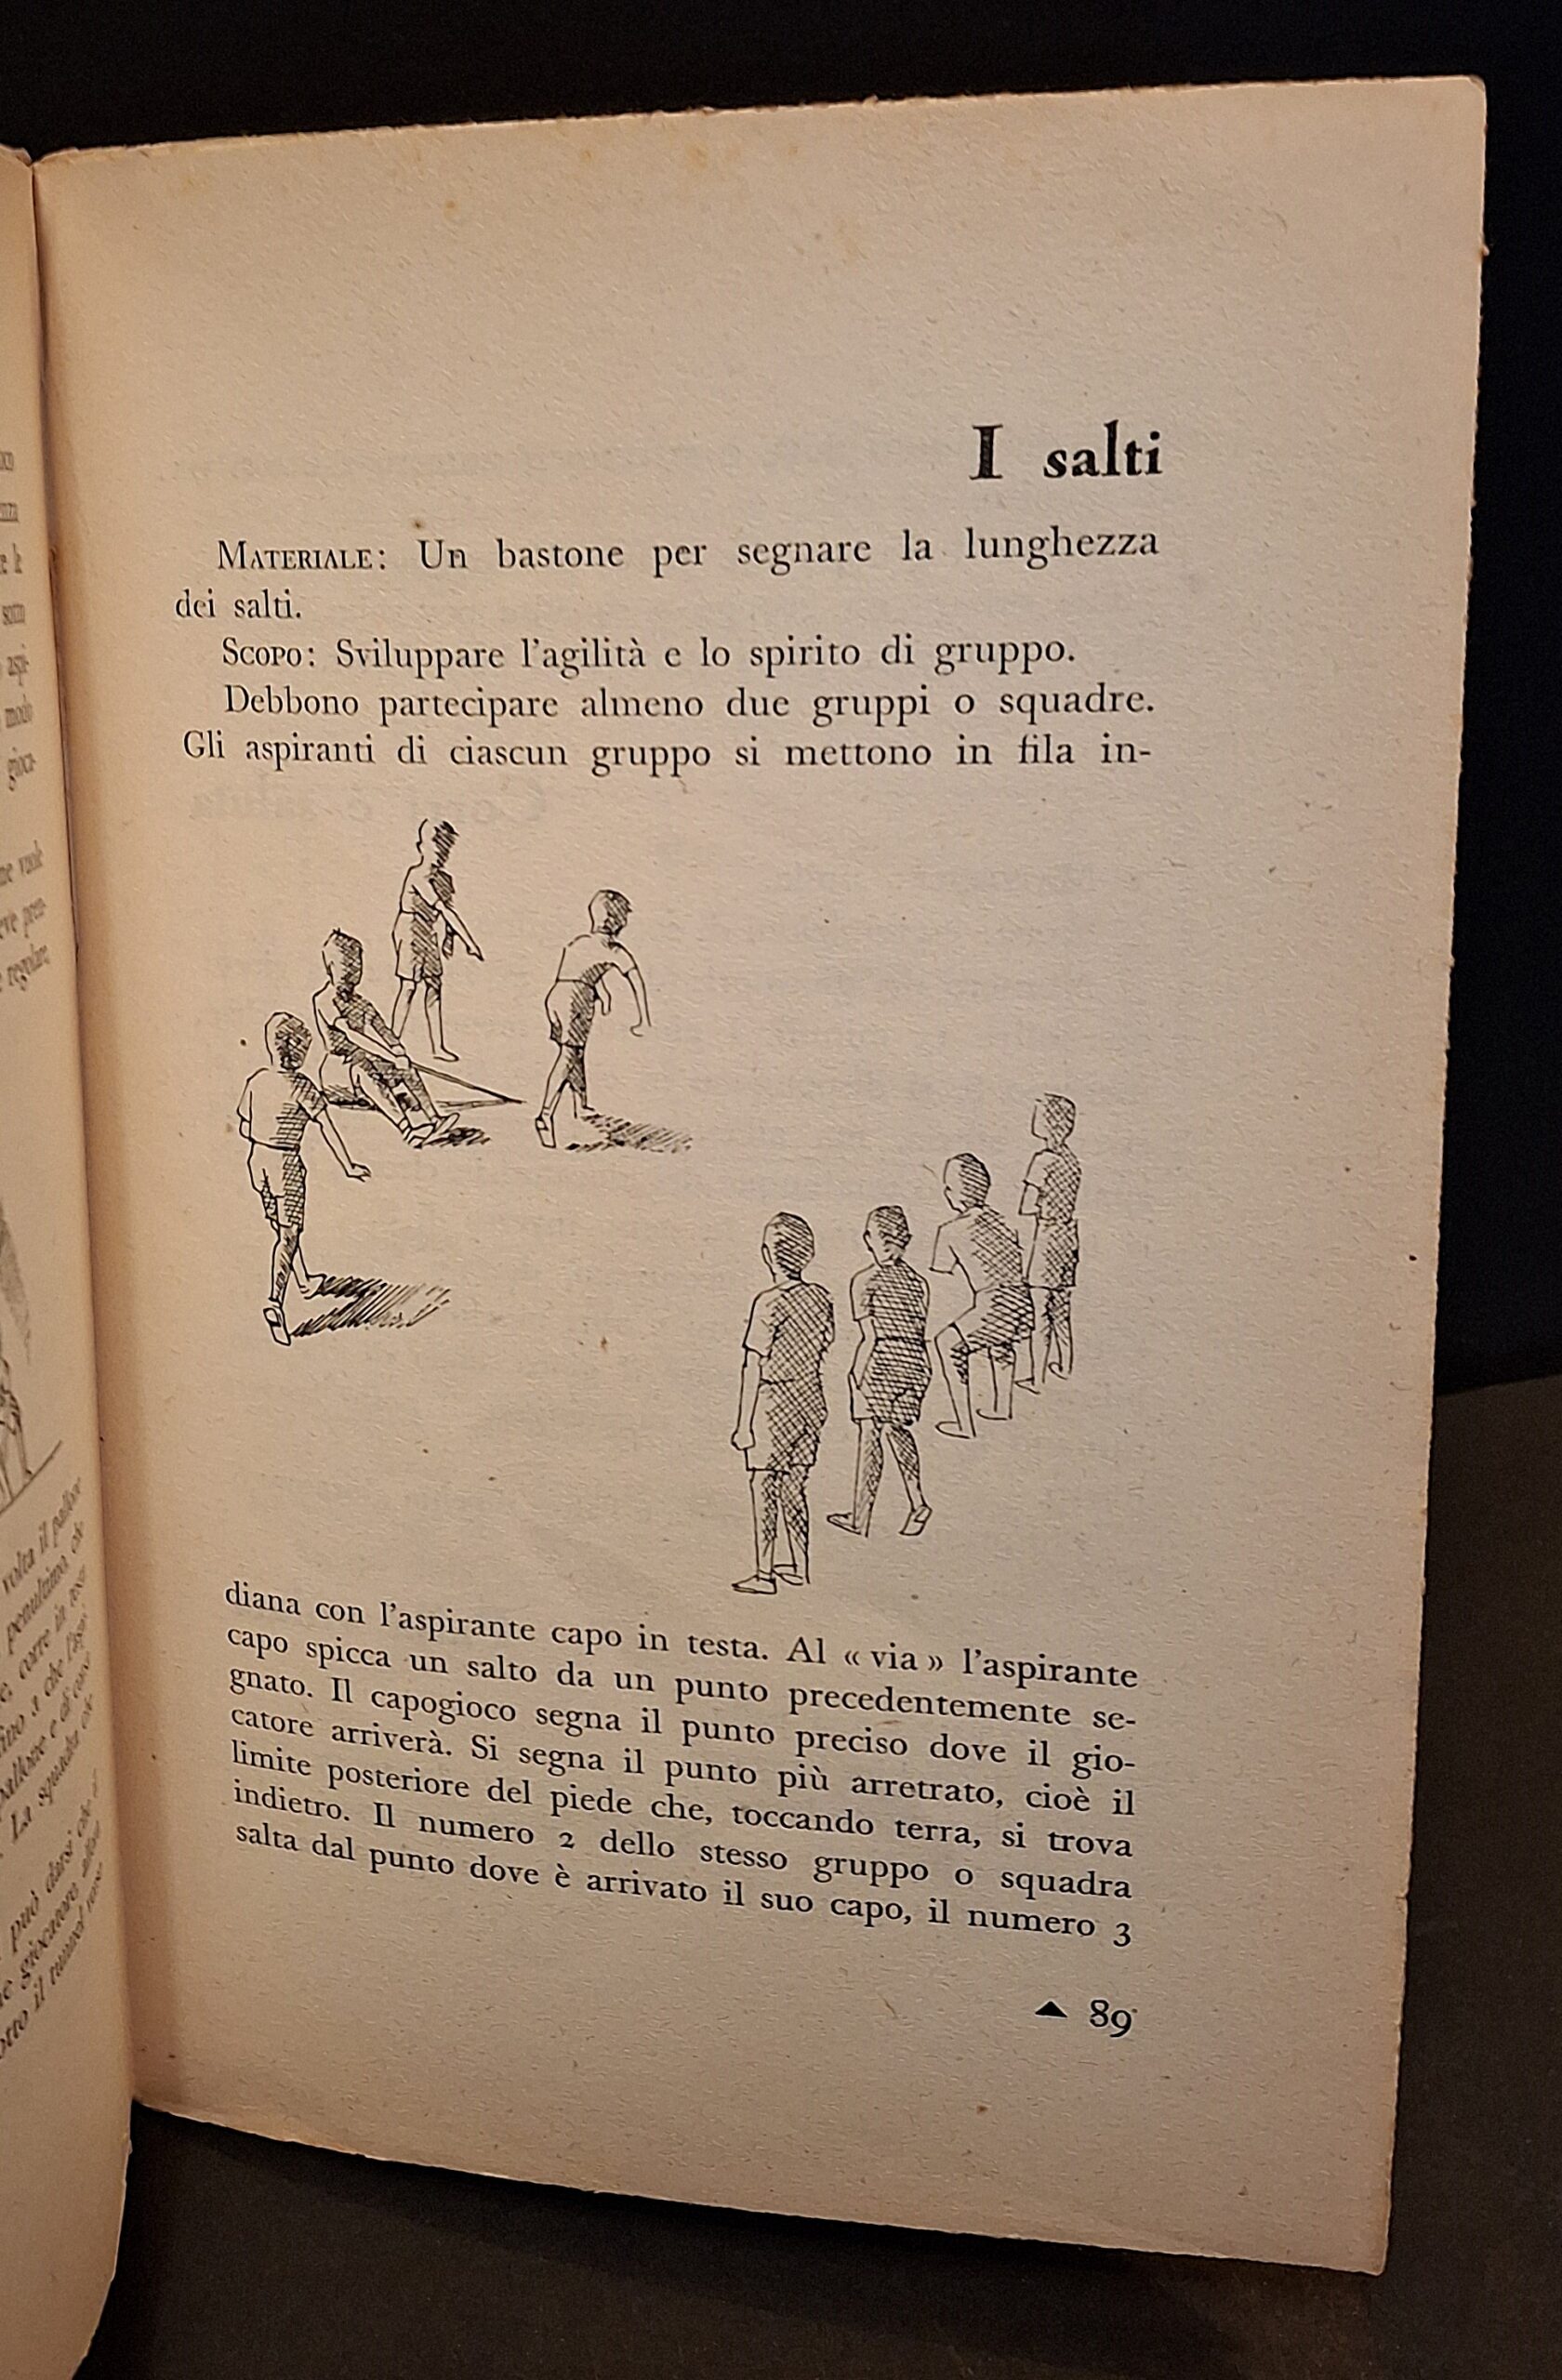 I salti
MATERIALE: Un bastone per segnare la lunghezza
dei salti.
SCOPO: Sviluppare l'agilità e lo spirito di gruppo.
Debbono partecipare almeno due gruppi o squadre.
Gli aspiranti di ciascun gruppo si mettono in fila in-
diana con l'aspirante capo in testa. Al « via » l'aspirante
capo spicca un salto da un punto precedentemente se-
gnato. Il capogioco segna il punto preciso dove il gio-
catore arriverà. Si segna il punto più arretrato, cioè il
limite posteriore del piede che, toccando terra, si trova
indietro. Il numero 2 dello stesso gruppo o squadra
salta dal punto dove è arrivato il suo capo, il numero 3
▲ 89